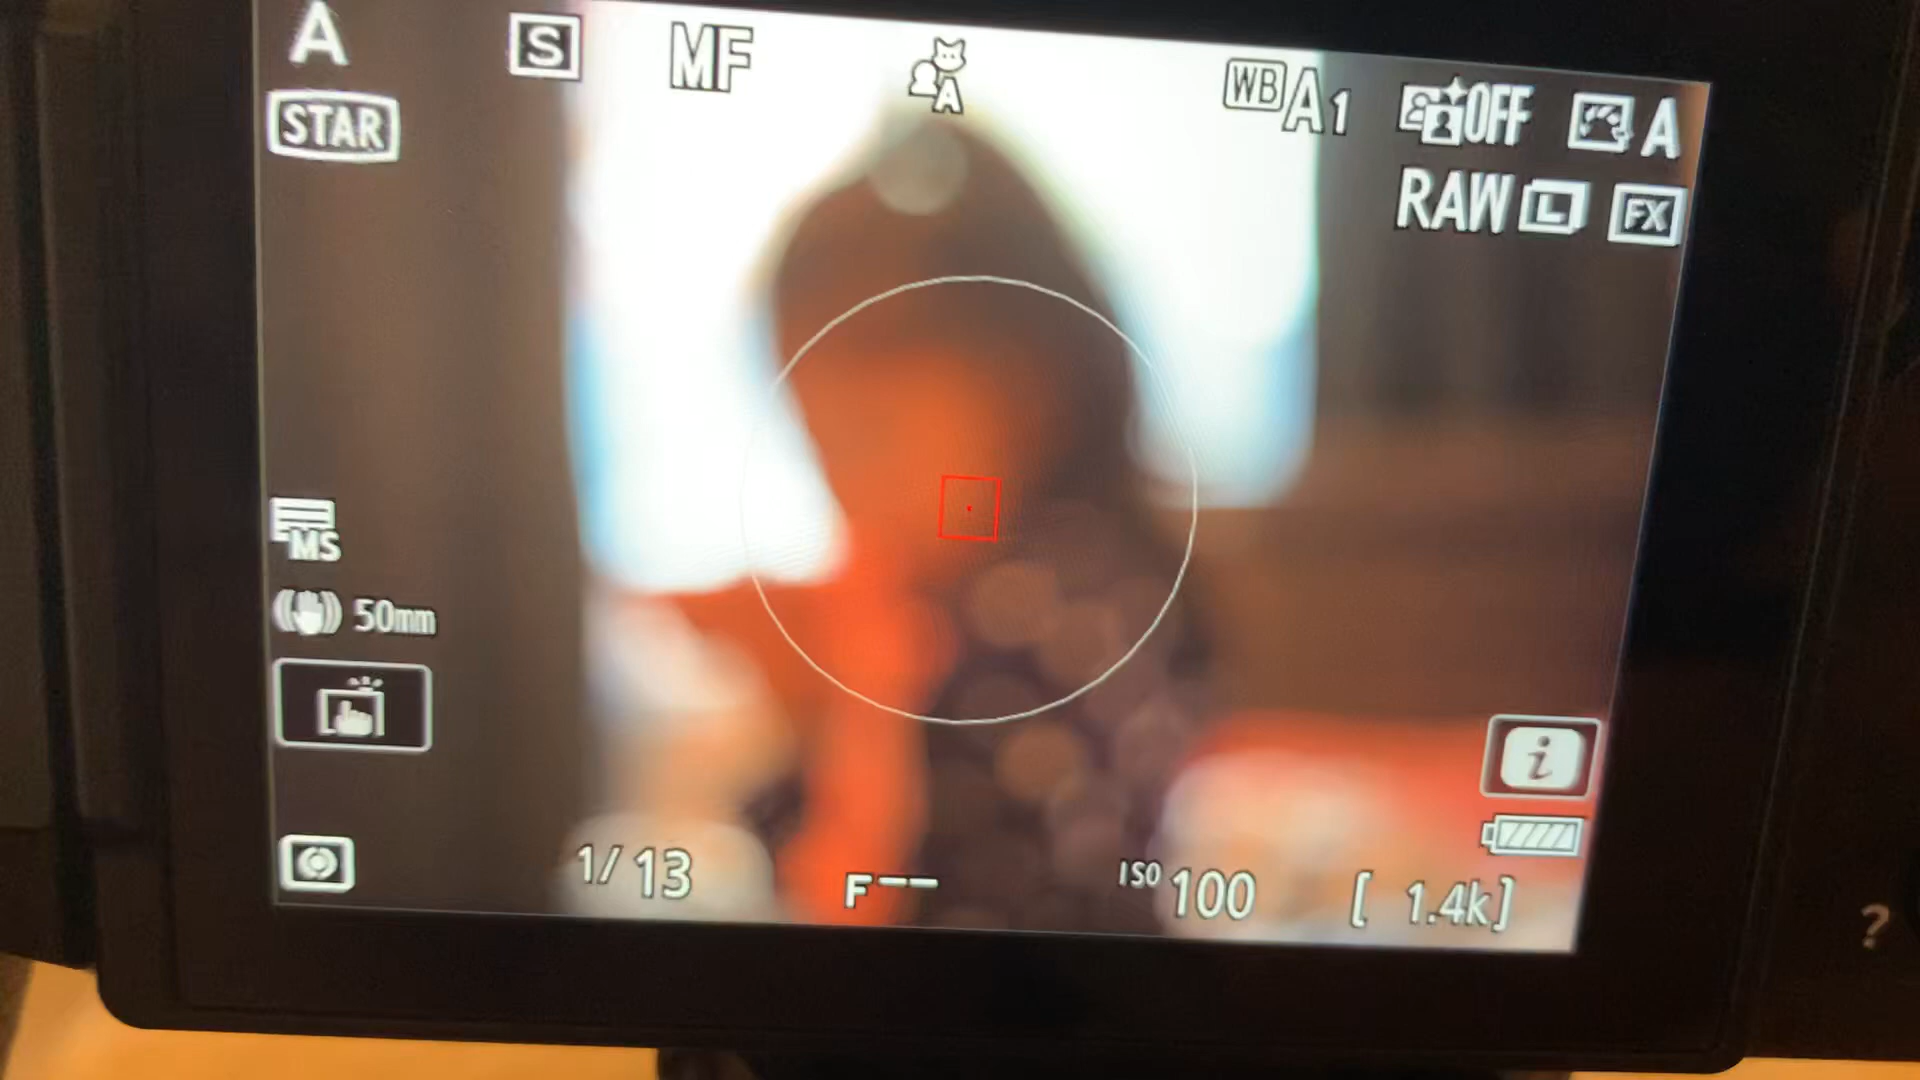 A S MF A WB A1 OFF A
STAR
RAW L FX
MS
50mm
i
1/13 F-- ISO 100 [ 1.4k]
?